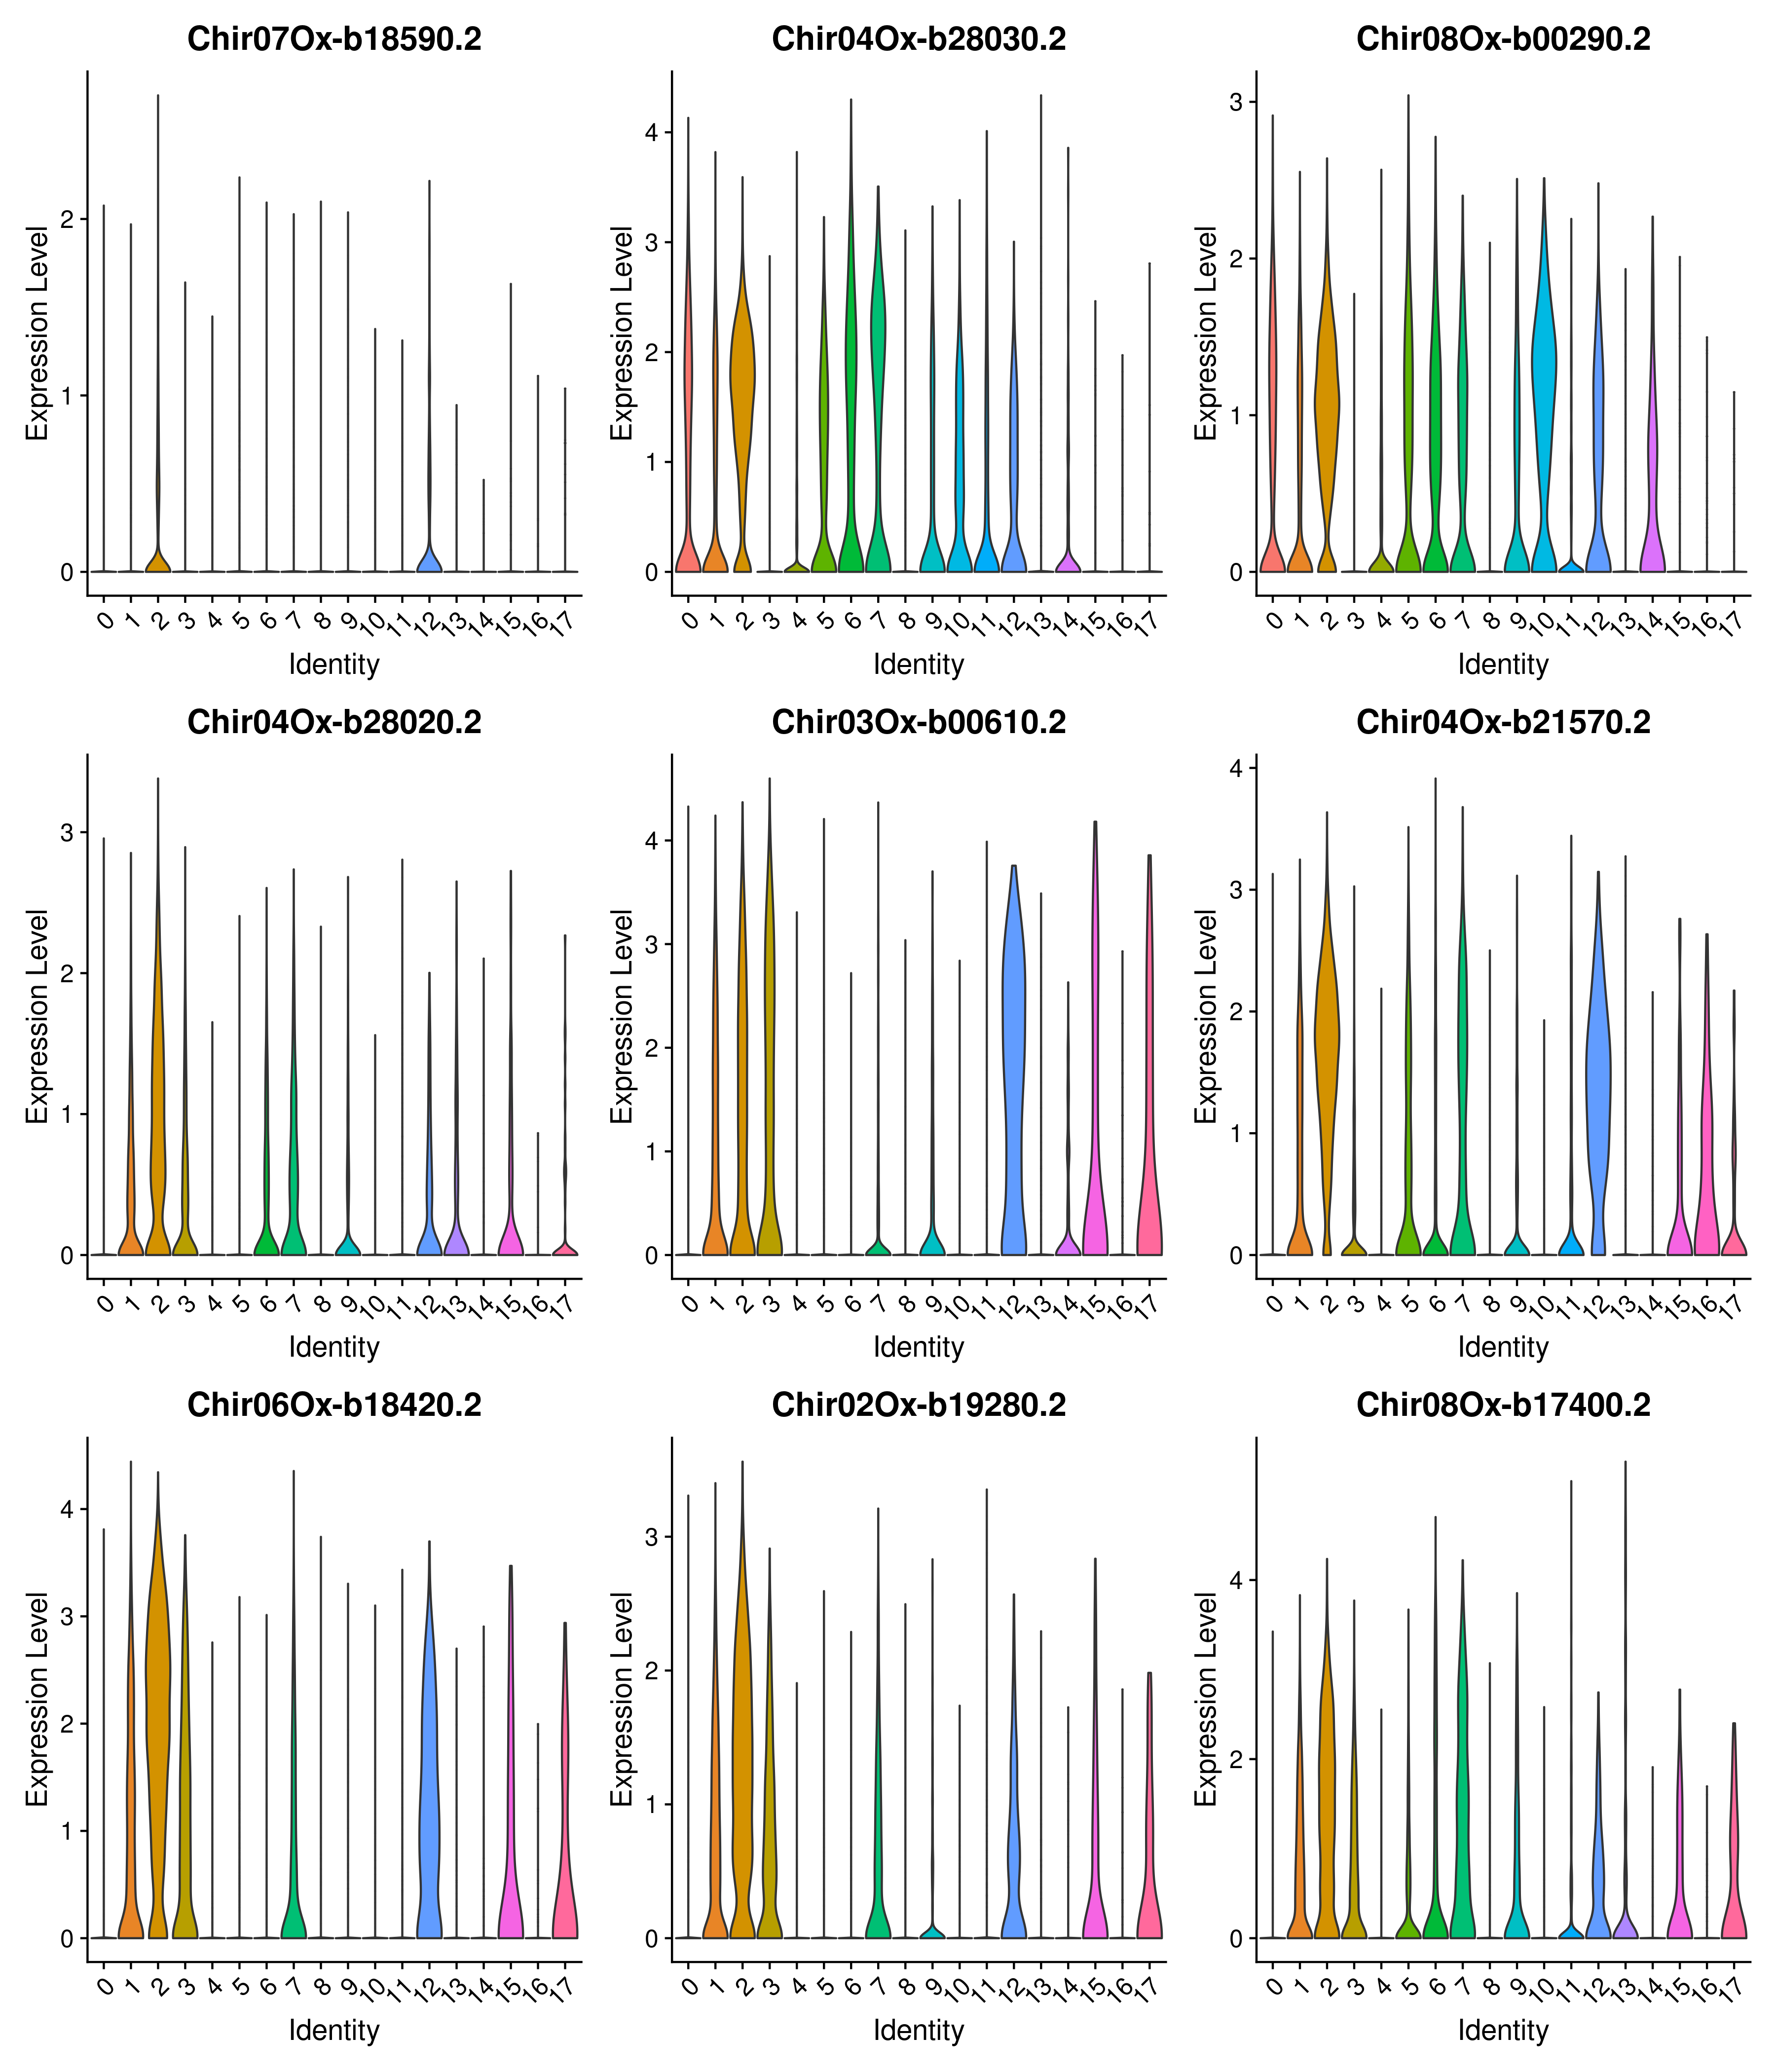 Chir07Ox-b18590.2
Expression Level
2
1
0
0 1 2 3 4 5 6 7 8 9 10 11 12 13 14 15 16 17
Identity
Chir04Ox-b28030.2
Expression Level
4
3
2
1
0
0 1 2 3 4 5 6 7 8 9 10 11 12 13 14 15 16 17
Identity
Chir08Ox-b00290.2
Expression Level
3
2
1
0
0 1 2 3 4 5 6 7 8 9 10 11 12 13 14 15 16 17
Identity
Chir04Ox-b28020.2
Expression Level
3
2
1
0
0 1 2 3 4 5 6 7 8 9 10 11 12 13 14 15 16 17
Identity
Chir03Ox-b00610.2
Expression Level
4
3
2
1
0
0 1 2 3 4 5 6 7 8 9 10 11 12 13 14 15 16 17
Identity
Chir04Ox-b21570.2
Expression Level
4
3
2
1
0
0 1 2 3 4 5 6 7 8 9 10 11 12 13 14 15 16 17
Identity
Chir06Ox-b18420.2
Expression Level
4
3
2
1
0
0 1 2 3 4 5 6 7 8 9 10 11 12 13 14 15 16 17
Identity
Chir02Ox-b19280.2
Expression Level
3
2
1
0
0 1 2 3 4 5 6 7 8 9 10 11 12 13 14 15 16 17
Identity
Chir08Ox-b17400.2
Expression Level
4
2
0
0 1 2 3 4 5 6 7 8 9 10 11 12 13 14 15 16 17
Identity